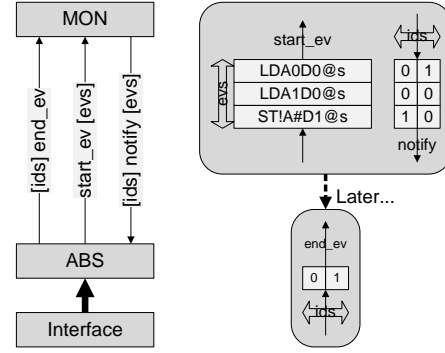 MON
[ids] end_ev
start_ev [evs]
[ids] notify [evs]
ABS
Interface
start_ev
evs
LDA0D0@s
LDA1D0@s
ST!A#D1@s
ids
0 1
0 0
1 0
notify
Later...
end_ev
0 1
ids